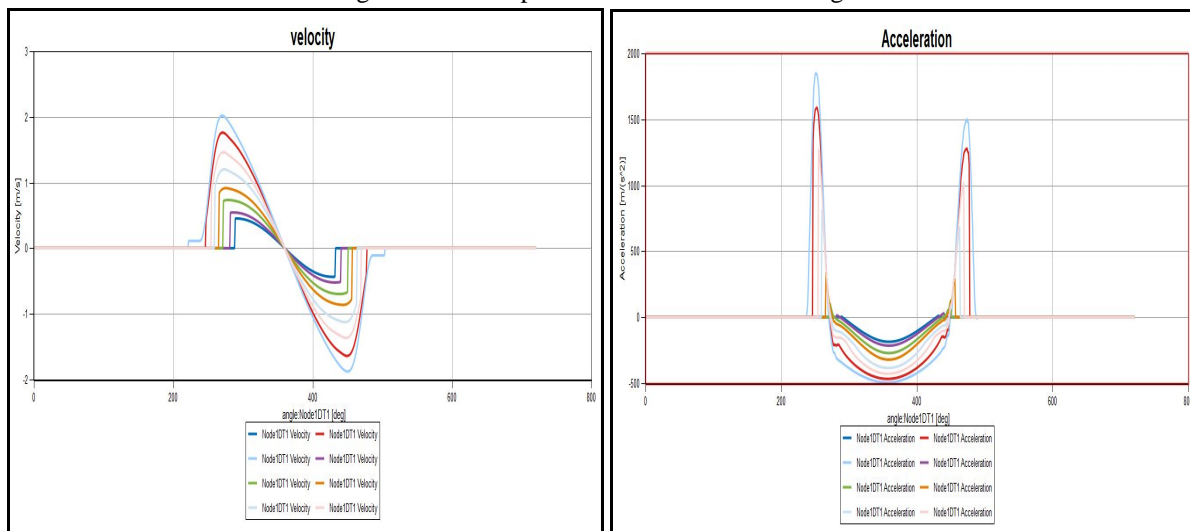 velocity
Velocity [m/s]
3
2
1
0
-1
-2
0
200
400
600
800
angle:Node1DT1 [deg]
Node1DT1 Velocity Node1DT1 Velocity
Node1DT1 Velocity Node1DT1 Velocity
Node1DT1 Velocity Node1DT1 Velocity
Node1DT1 Velocity Node1DT1 Velocity
Acceleration
Acceleration [m/(s^2)]
2000
1500
1000
500
0
-500
0
200
400
600
800
angle:Node1DT1 [deg]
Node1DT1 Acceleration Node1DT1 Acceleration
Node1DT1 Acceleration Node1DT1 Acceleration
Node1DT1 Acceleration Node1DT1 Acceleration
Node1DT1 Acceleration Node1DT1 Acceleration